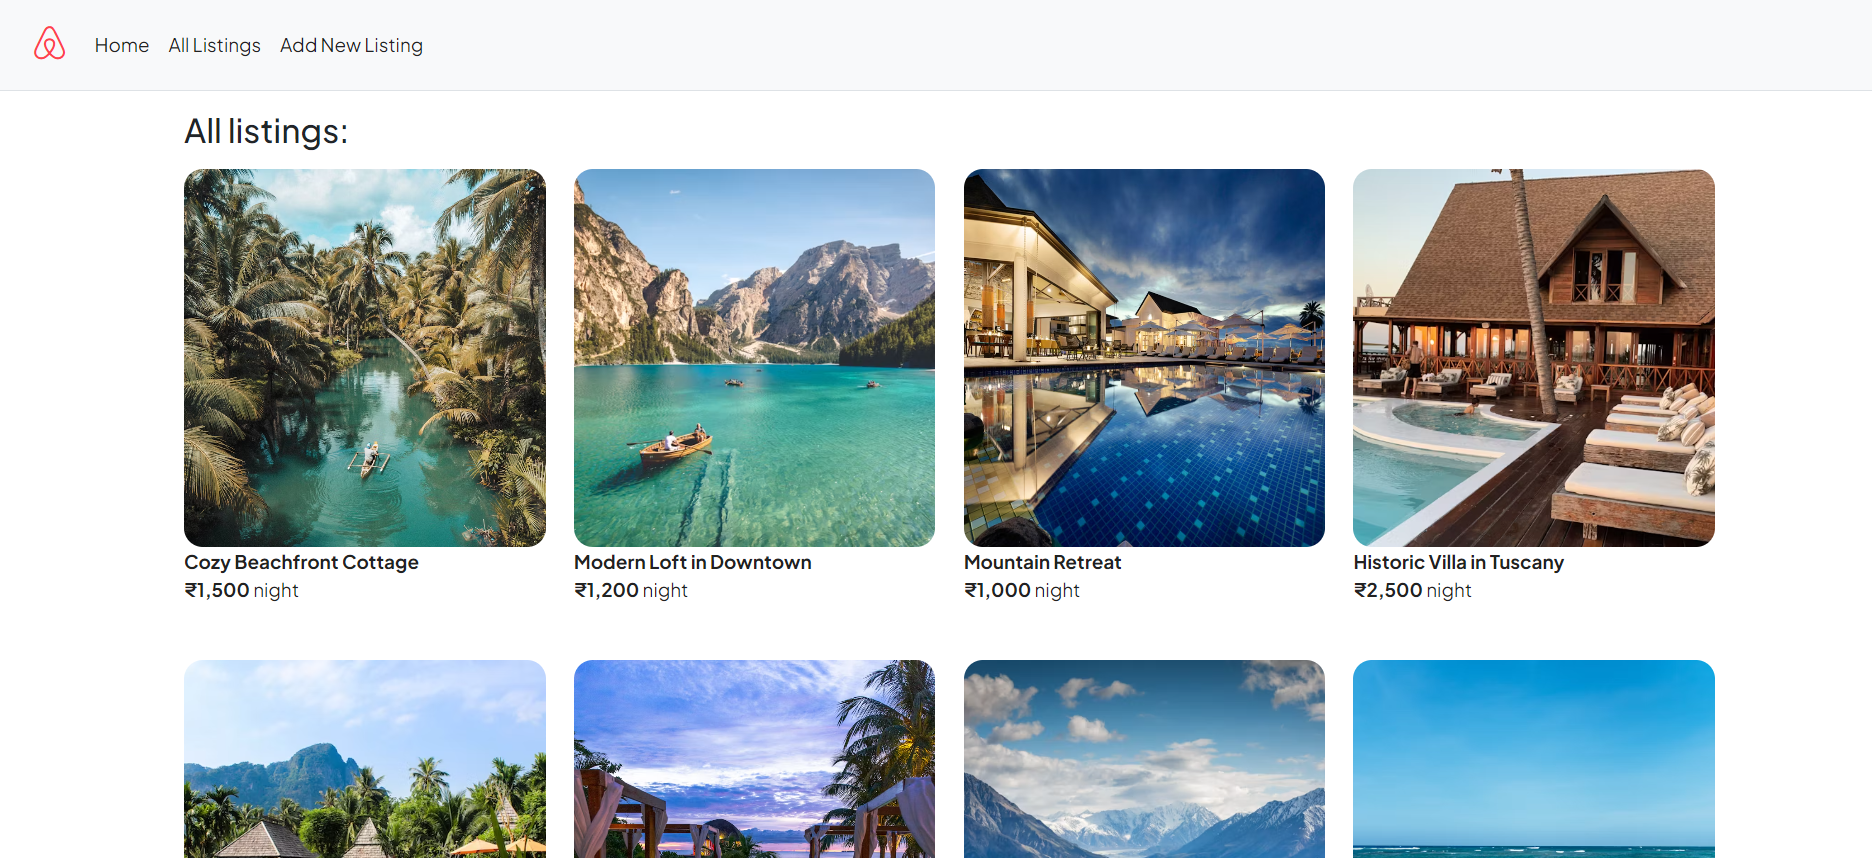 Home All Listings Add New Listing
All listings:
Cozy Beachfront Cottage
₹1,500 night
Modern Loft in Downtown
₹1,200 night
Mountain Retreat
₹1,000 night
Historic Villa in Tuscany
₹2,500 night